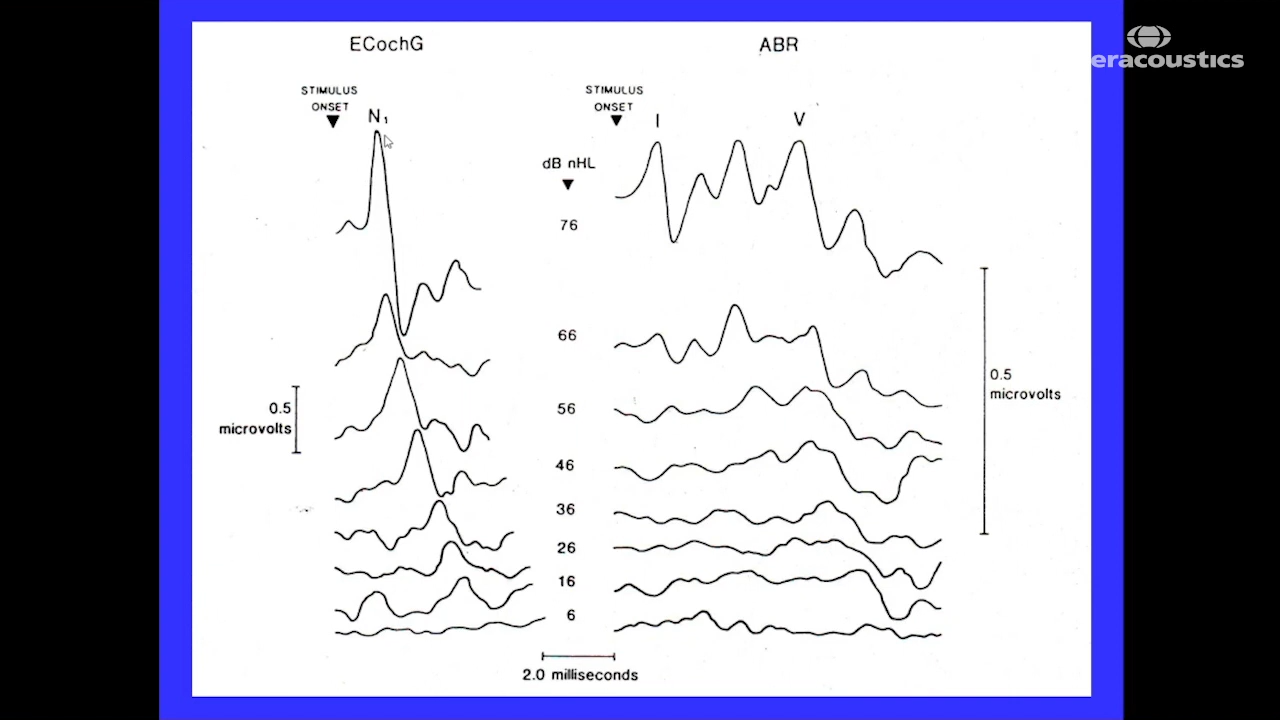 ECochG
ABR
eracoustics
STIMULUS
ONSET
STIMULUS
ONSET
N1
I
V
dB nHL
76
66
56
46
36
26
16
6
0.5
microvolts
0.5
microvolts
2.0 milliseconds